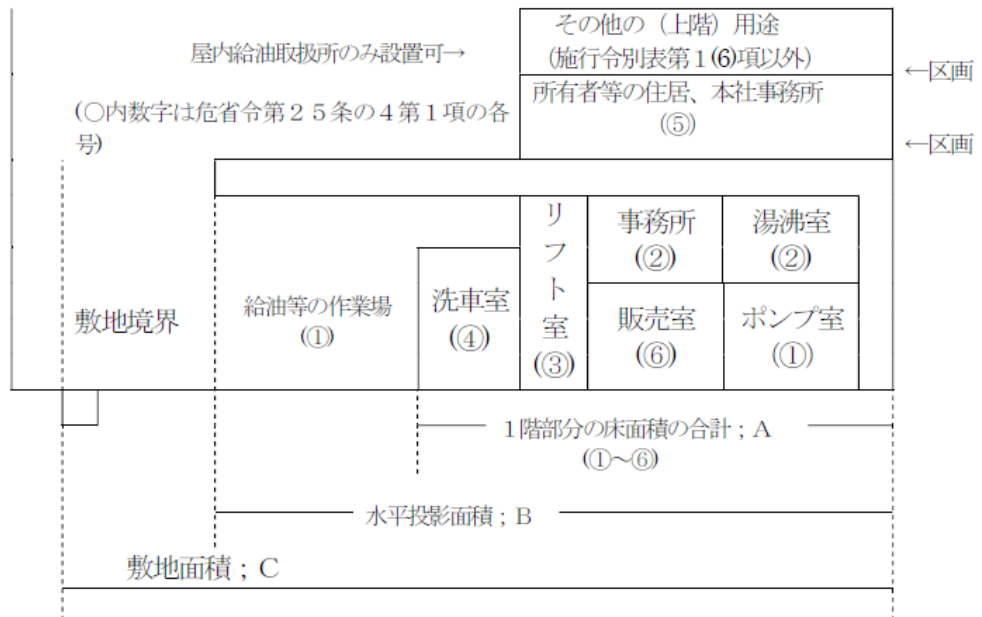 その他の（上階）用途
(施行令別表第１(6)項以外)
屋内給油取扱所のみ設置可→
←区画
所有者等の住居、本社事務所
(⑤)
(○内数字は危省令第２５条の４第１項の各
号)
←区画
リフト室
(③)
事務所
(②)
湯沸室
(②)
敷地境界
給油等の作業場
(①)
洗車室
(④)
販売室
(⑥)
ポンプ室
(①)
１階部分の床面積の合計；A
(①～⑥)
水平投影面積；B
敷地面積；C